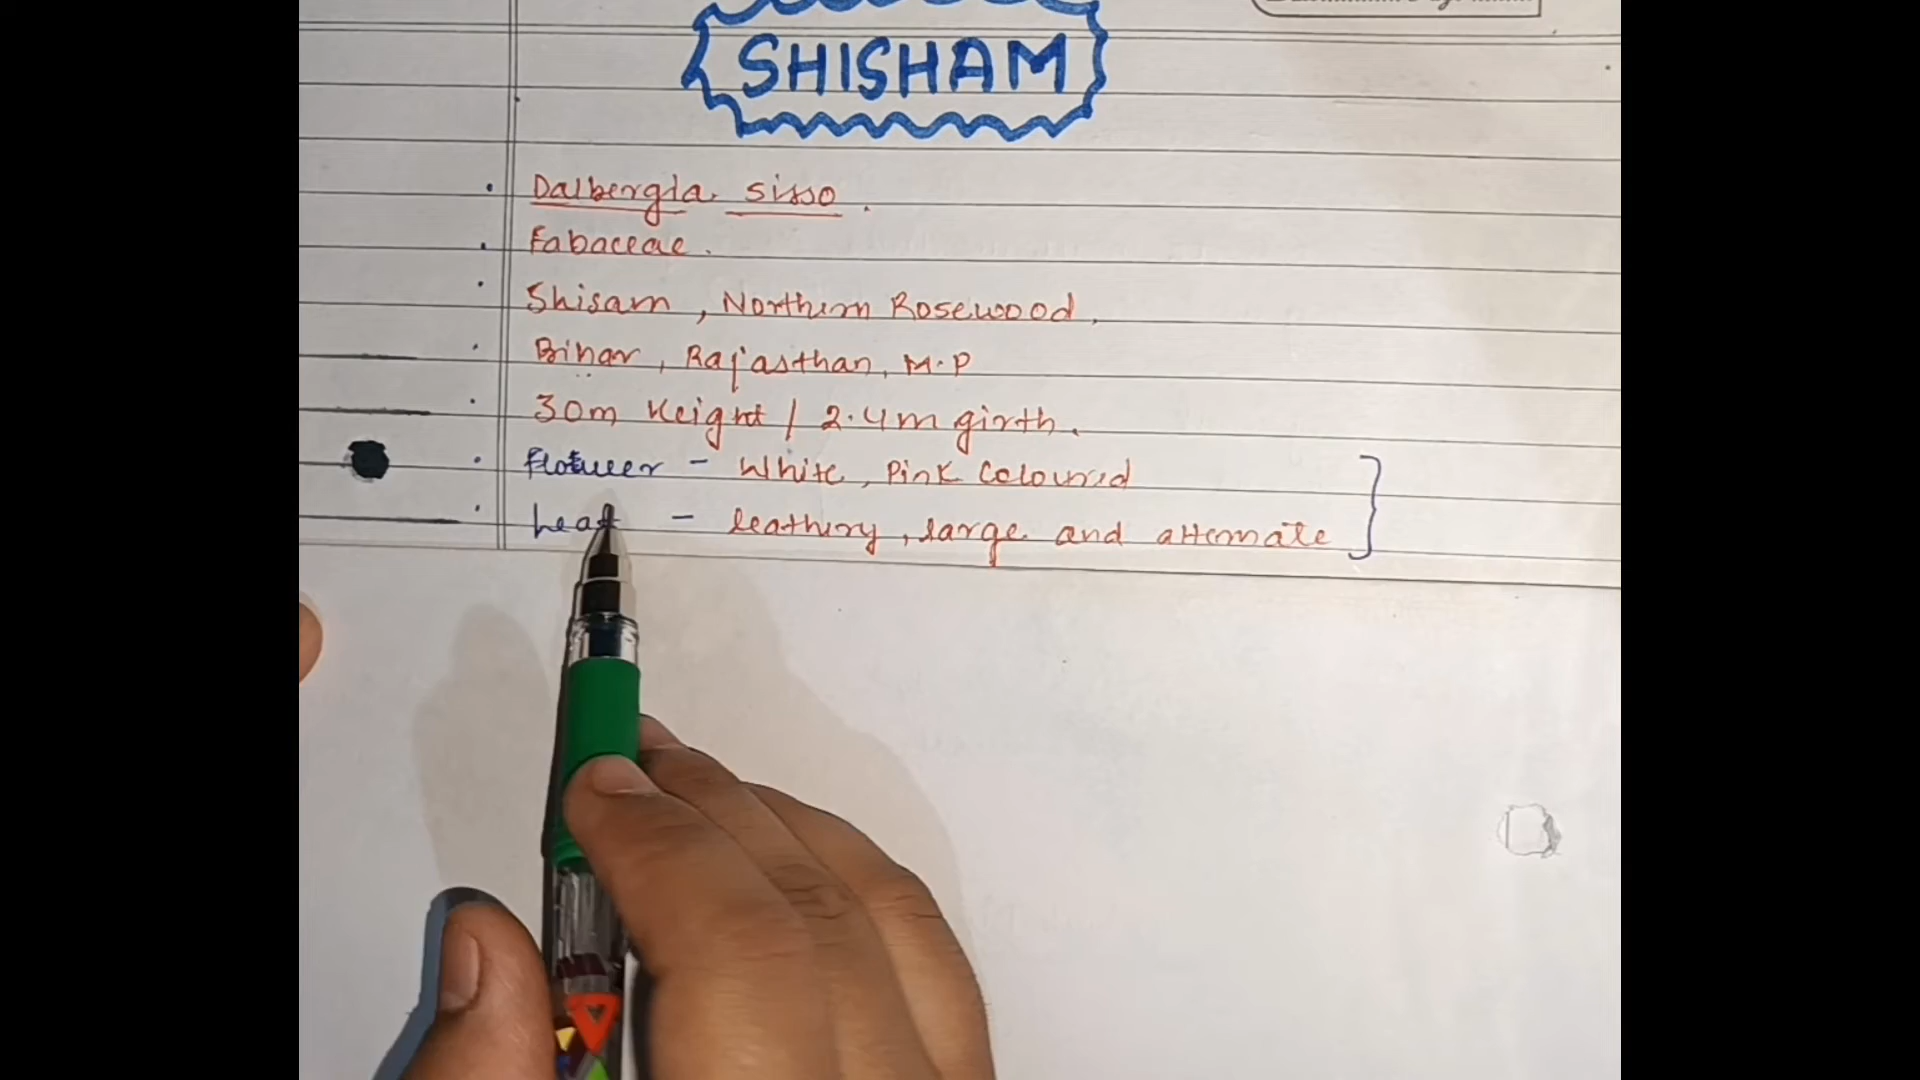 SHISHAM
Dalbergia sisso.
Fabaceae.
Shisam, Northern Rosewood.
Bihar, Rajasthan, M.P
30m Height / 2.4m girth.
Flower - White, Pink Coloured
Leaf - leathery, large and alternate